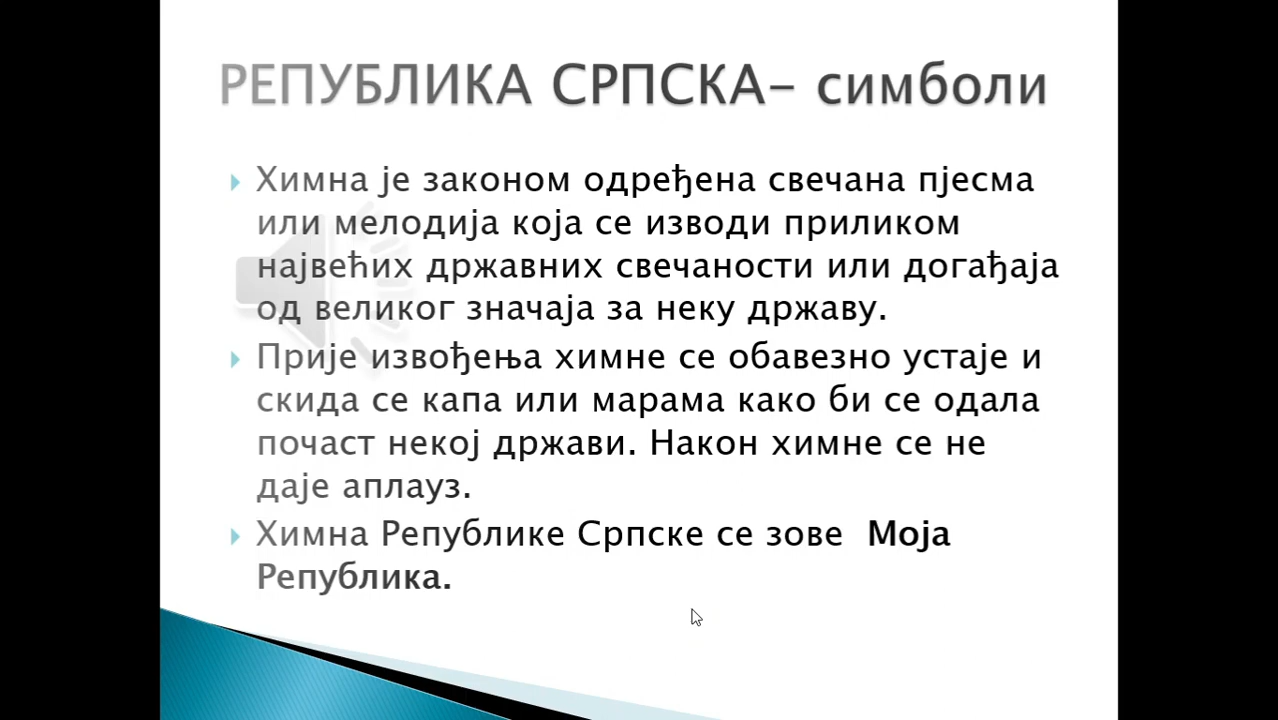 РЕПУБЛИКА СРПСКА– симболи
Химна је законом одређена свечана пјесма
или мелодија која се изводи приликом
највећих државних свечаности или догађаја
од великог значаја за неку државу.
Прије извођења химне се обавезно устаје и
скида се капа или марама како би се одала
почаст некој држави. Након химне се не
даје аплауз.
Химна Републике Српске се зове Моја
Република.